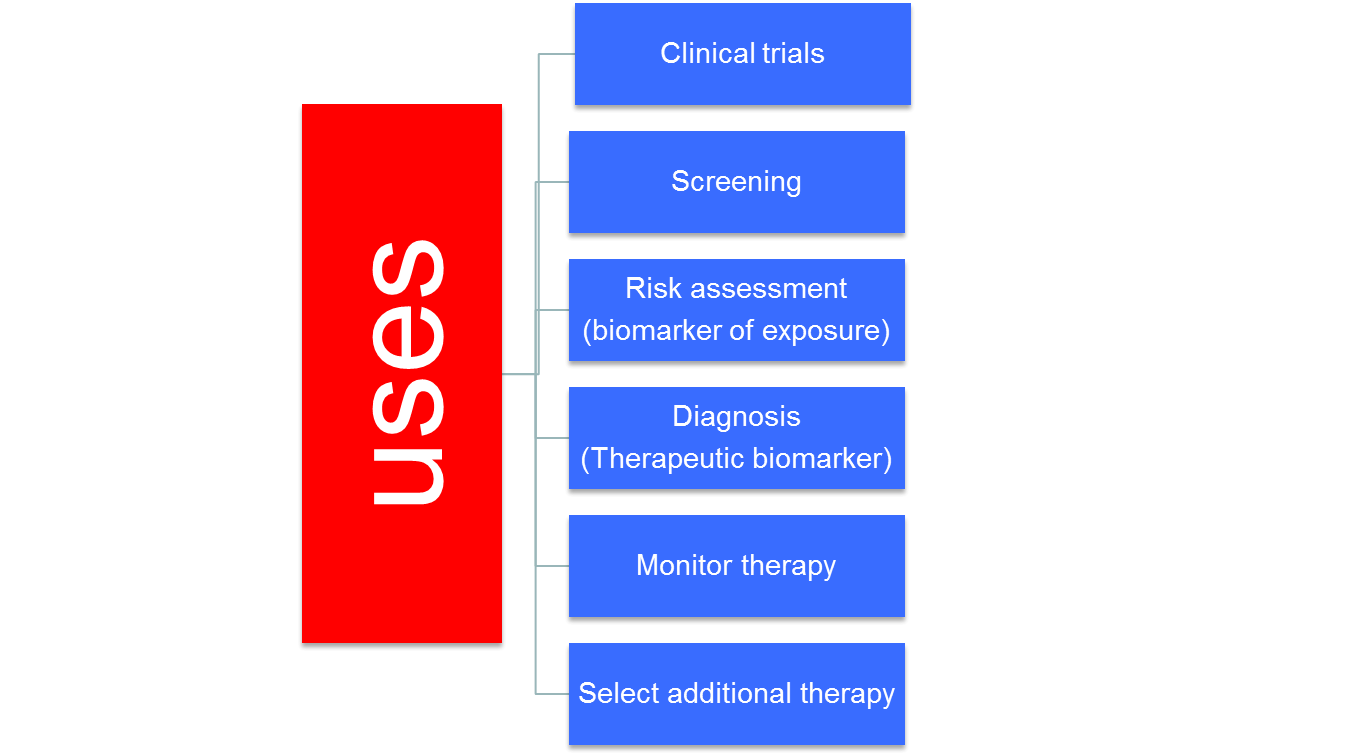 uses
Clinical trials
Screening
Risk assessment
(biomarker of exposure)
Diagnosis
(Therapeutic biomarker)
Monitor therapy
Select additional therapy